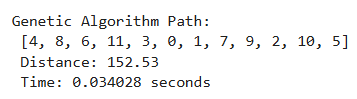 Genetic Algorithm Path:
[4, 8, 6, 11, 3, 0, 1, 7, 9, 2, 10, 5]
Distance: 152.53
Time: 0.034028 seconds